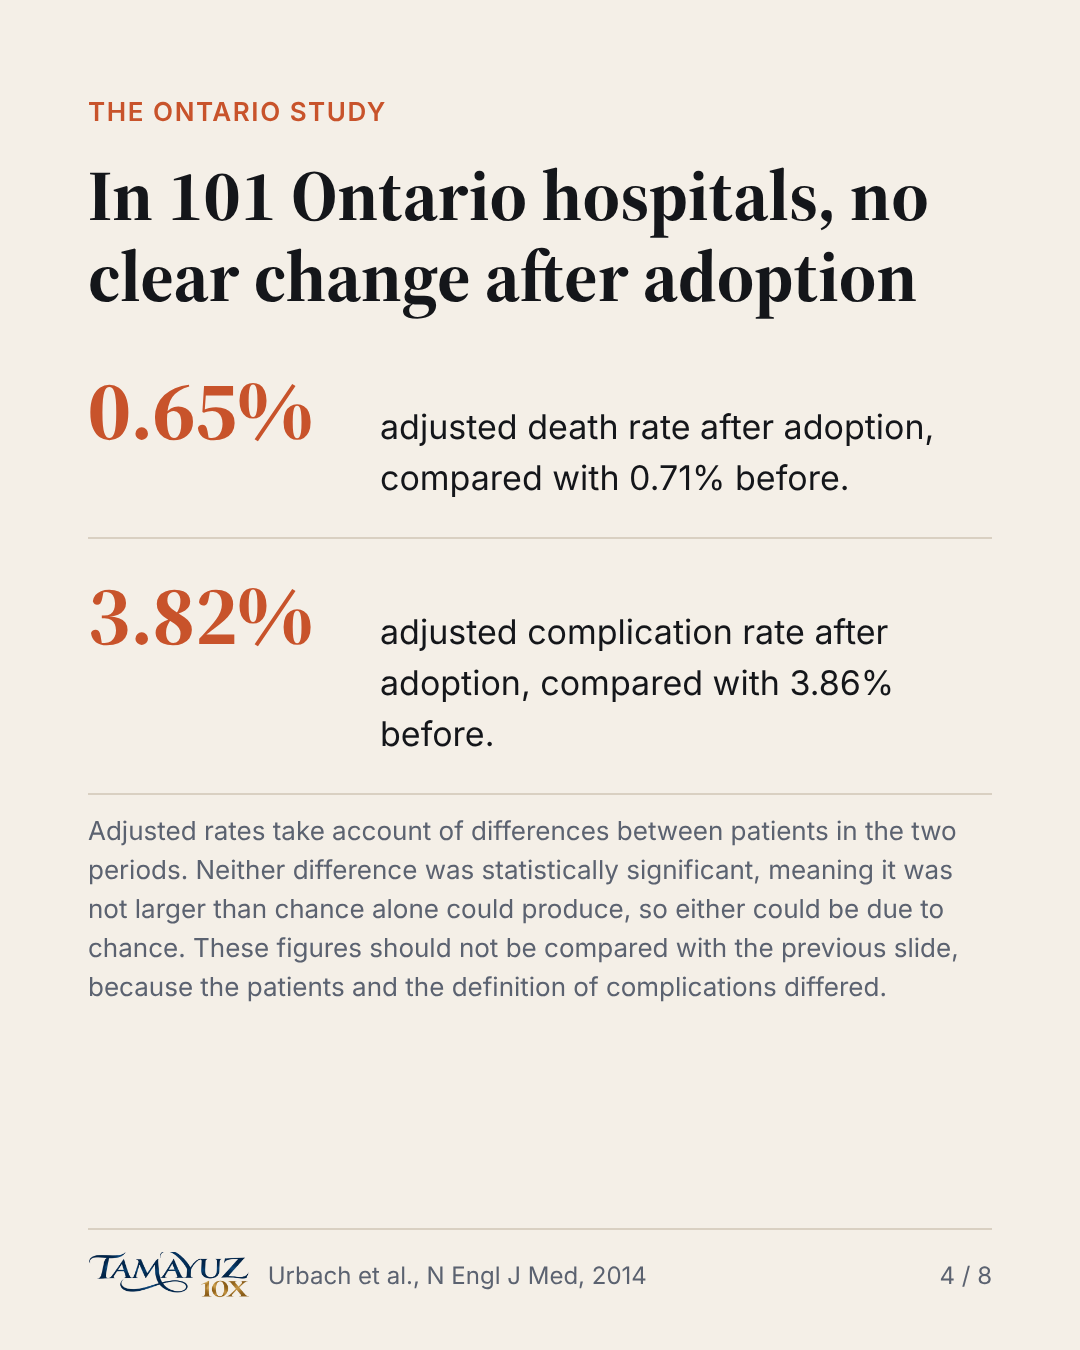 THE ONTARIO STUDY
In 101 Ontario hospitals, no
clear change after adoption
0.65%
adjusted death rate after adoption,
compared with 0.71% before.
3.82%
adjusted complication rate after
adoption, compared with 3.86%
before.
Adjusted rates take account of differences between patients in the two
periods. Neither difference was statistically significant, meaning it was
not larger than chance alone could produce, so either could be due to
chance. These figures should not be compared with the previous slide,
because the patients and the definition of complications differed.
TAMAYUZ
10X
Urbach et al., N Engl J Med, 2014
4 / 8